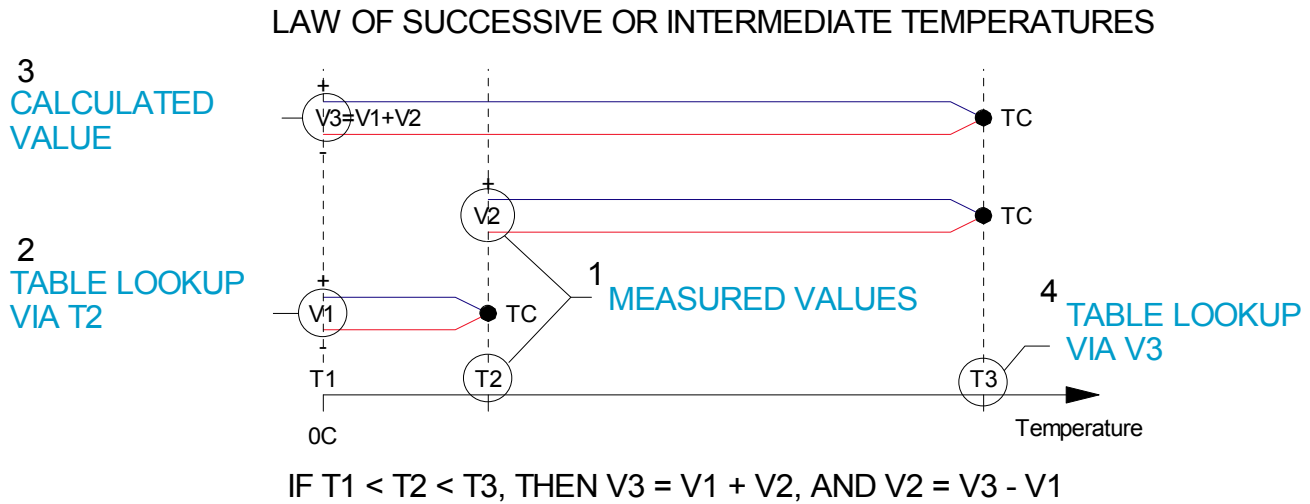 LAW OF SUCCESSIVE OR INTERMEDIATE TEMPERATURES
3
CALCULATED
VALUE
+
V3=V1+V2
-
TC
+
V2
TC
2
TABLE LOOKUP
VIA T2
+
V1
-
TC
1
MEASURED VALUES
4
TABLE LOOKUP
VIA V3
T1
T2
T3
0C
Temperature
IF T1 < T2 < T3, THEN V3 = V1 + V2, AND V2 = V3 - V1